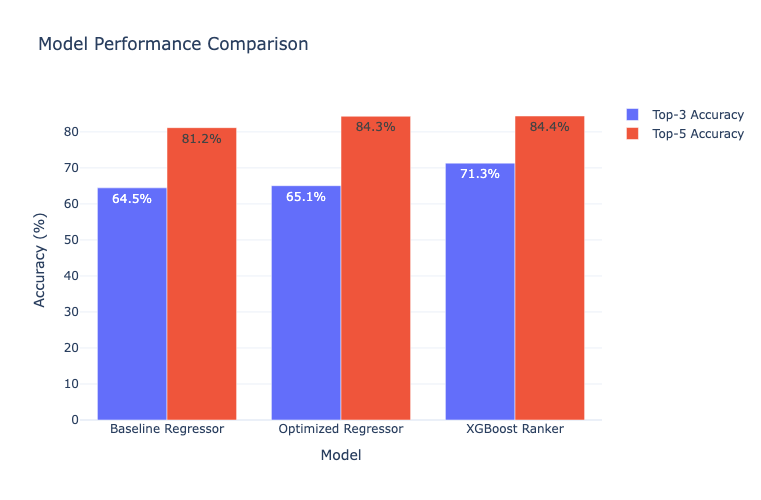 Model Performance Comparison
Top-3 Accuracy
Top-5 Accuracy
Accuracy (%)
80
70
60
50
40
30
20
10
0
64.5%
81.2%
65.1%
84.3%
71.3%
84.4%
Baseline Regressor
Optimized Regressor
XGBoost Ranker
Model